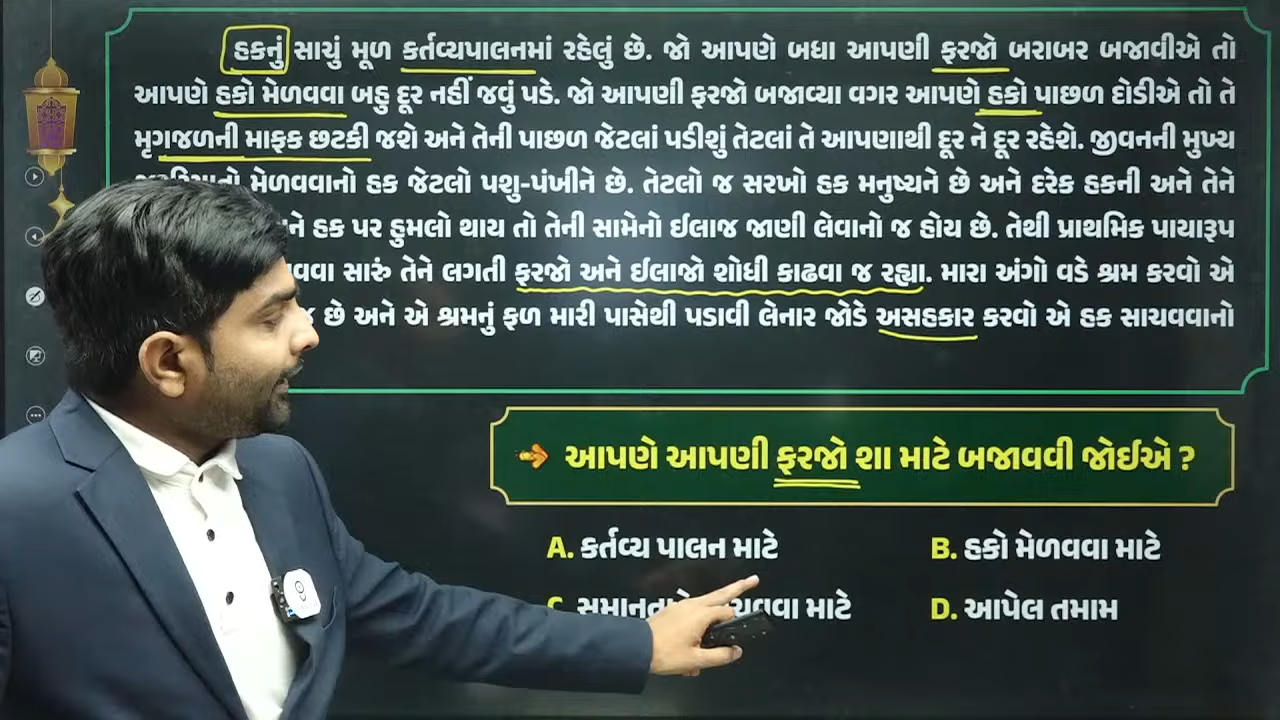 હકનું સાચું મૂળ કર્તવ્યપાલનમાં રહેલું છે. જો આપણે બધા આપણી ફરજો બરાબર બજાવીએ તો
આપણે હકો મેળવવા બહુ દૂર નહીં જવું પડે. જો આપણી ફરજો બજાવ્યા વગર આપણે હકો પાછળ દોડીએ તો તે
મૃગજળની માફક છટકી જશે અને તેની પાછળ જેટલાં પડીશું તેટલાં તે આપણાથી દૂર ને દૂર રહેશે. જીવનની મુખ્ય
મેળવવાનો હક જેટલો પશુ-પંખીને છે. તેટલો જ સરખો હક મનુષ્યને છે અને દરેક હકની અને તેને
હક પર હુમલો થાય તો તેની સામેનો ઈલાજ જાણી લેવાનો જ હોય છે. તેથી પ્રાથમિક પાયારૂપ
સારું તેને લગતી ફરજો અને ઈલાજો શોધી કાઢવા જ રહ્યા. મારા અંગો વડે શ્રમ કરવો એ
છે અને એ શ્રમનું ફળ મારી પાસેથી પડાવી લેનાર જોડે અસહકાર કરવો એ હક સાચવવાનો
આપણે આપણી ફરજો શા માટે બજાવવી જોઈએ ?
A. કર્તવ્ય પાલન માટે
B. હકો મેળવવા માટે
માટે
D. આપેલ તમામ